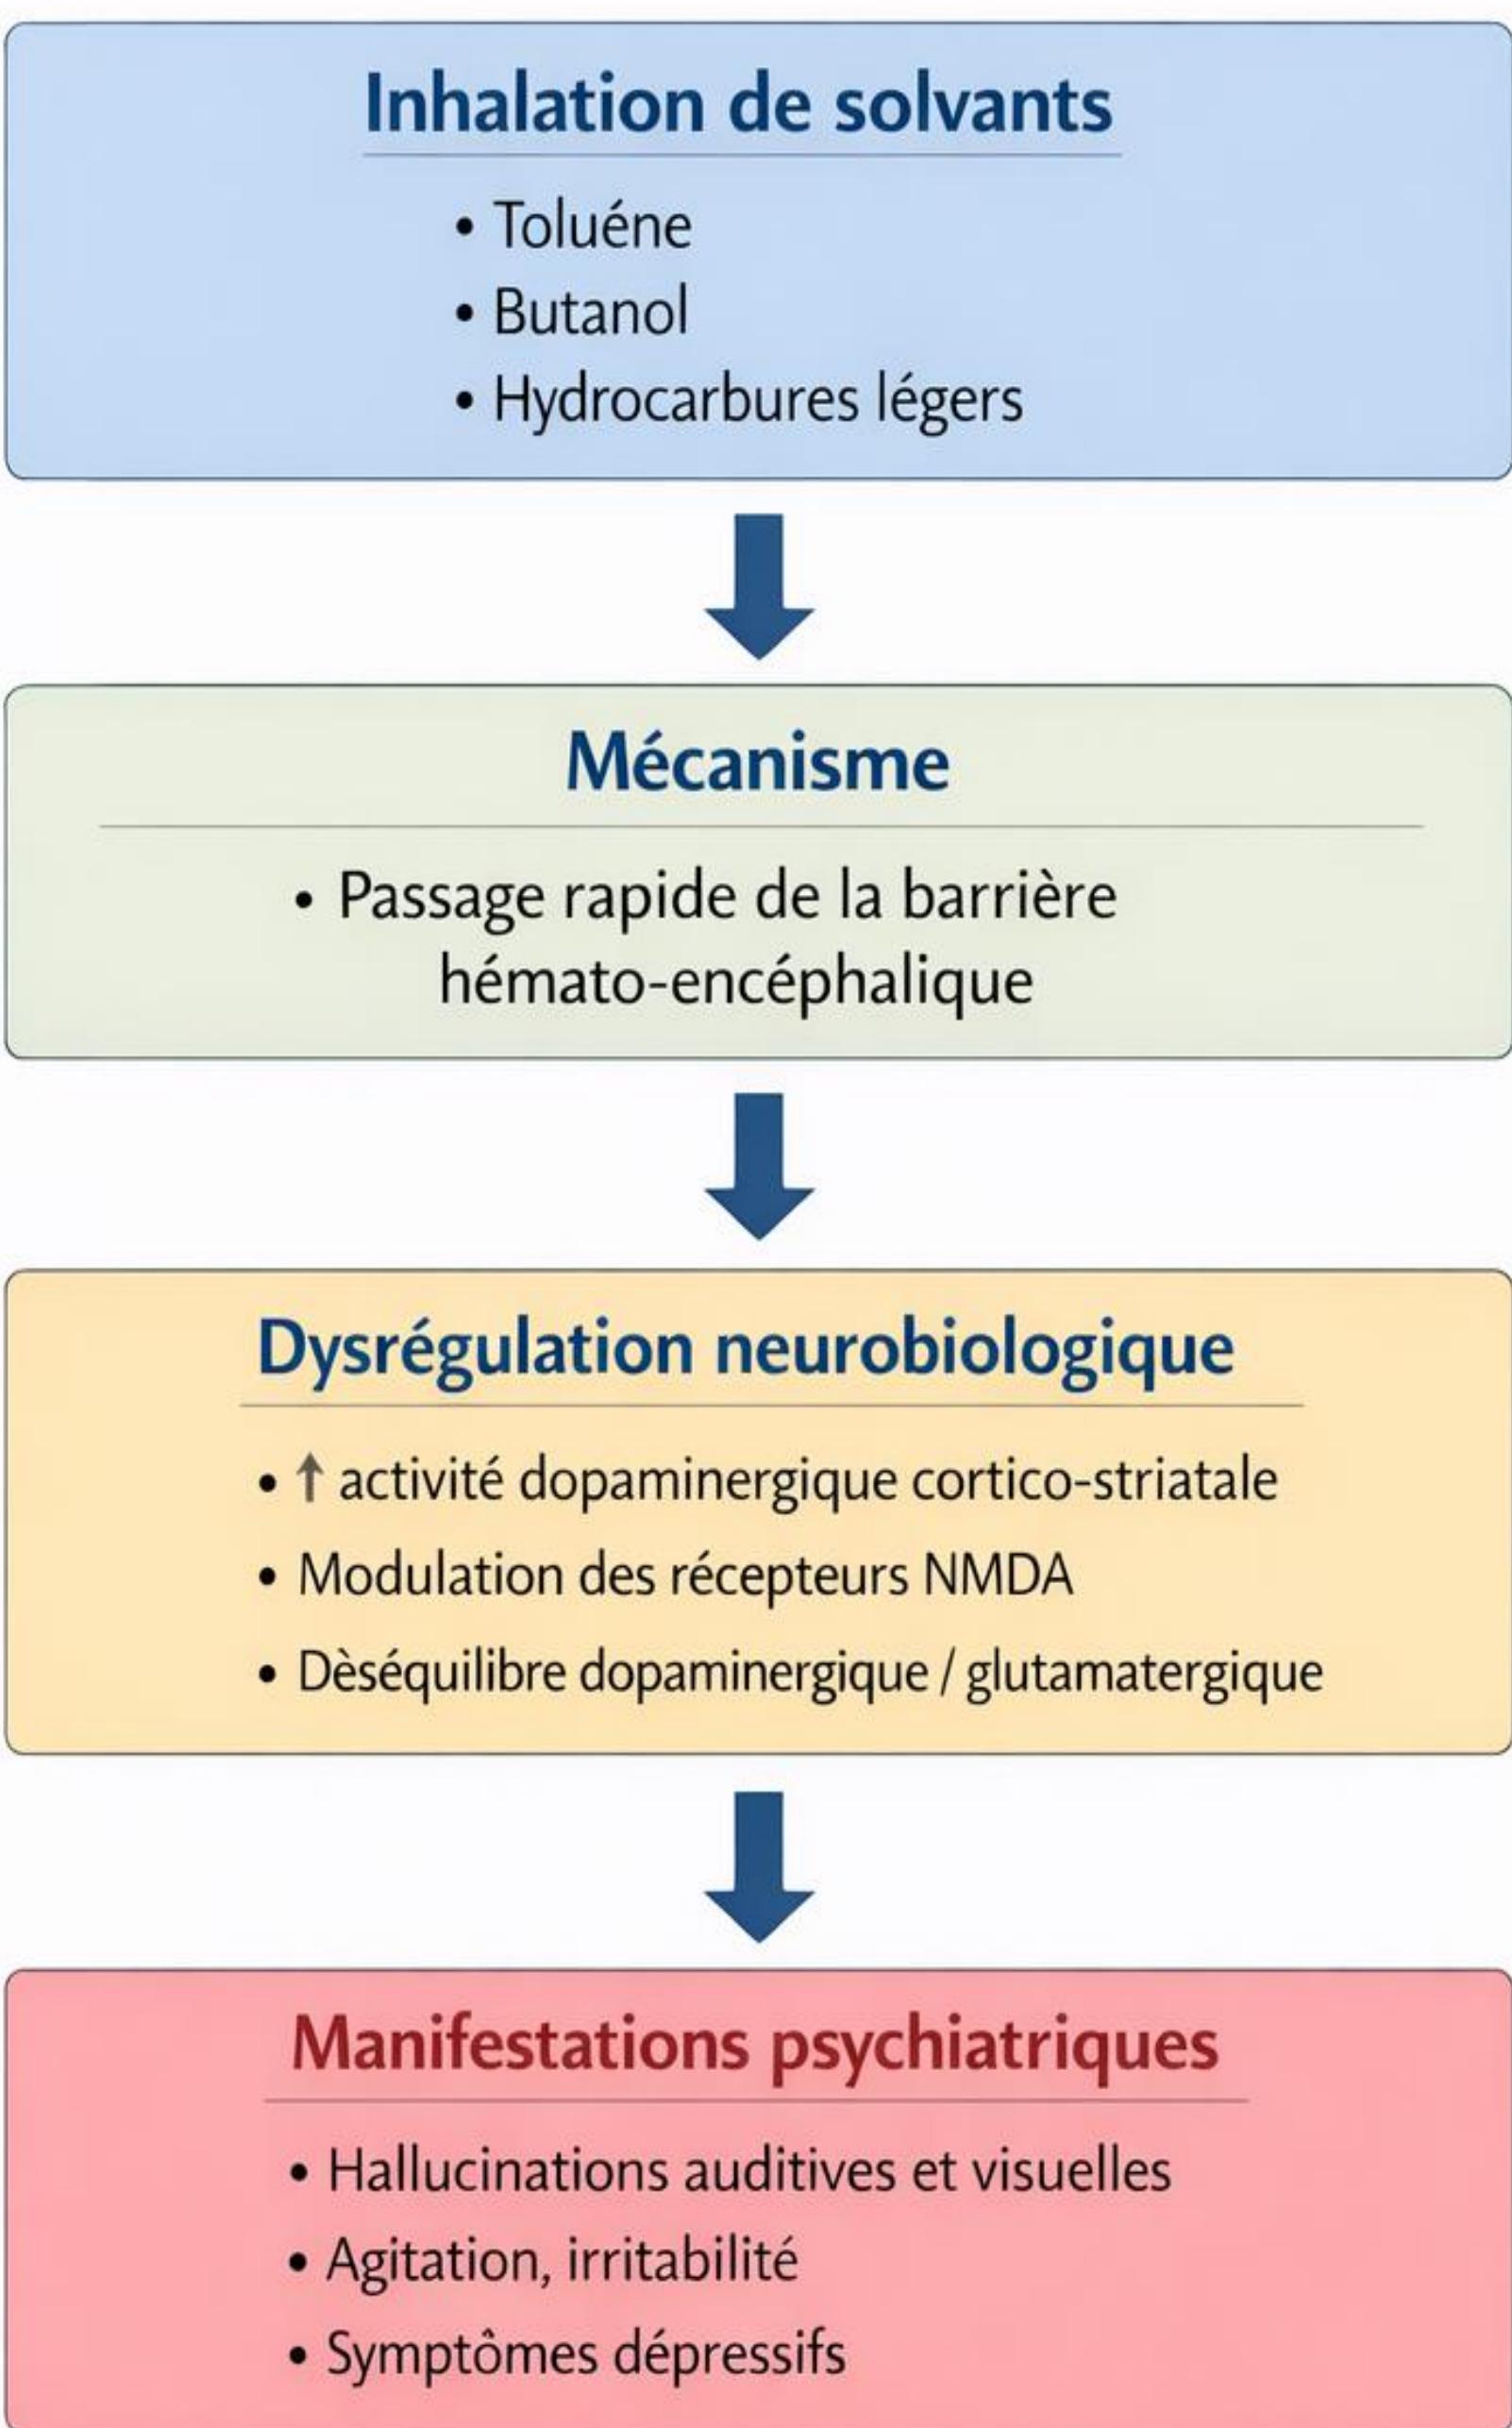 Inhalation de solvants
• Toluéne
• Butanol
• Hydrocarbures légers
Mécanisme
• Passage rapide de la barrière
hémato-encéphalique
Dysrégulation neurobiologique
• ↑ activité dopaminergique cortico-striatale
• Modulation des récepteurs NMDA
• Dèséquilibre dopaminergique / glutamatergique
Manifestations psychiatriques
• Hallucinations auditives et visuelles
• Agitation, irritabilité
• Symptômes dépressifs